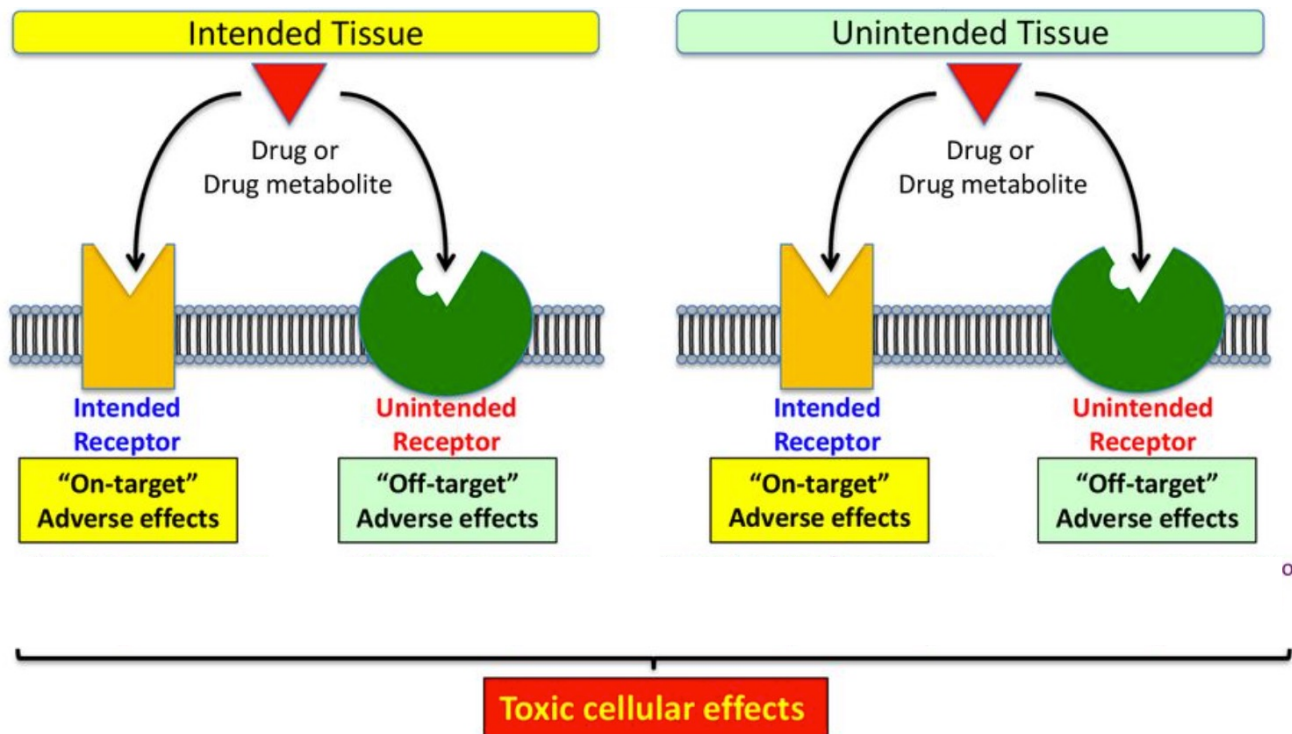 Intended Tissue
Drug or
Drug metabolite
Intended
Receptor
Unintended
Receptor
“On-target”
Adverse effects
“Off-target”
Adverse effects
Unintended Tissue
Drug or
Drug metabolite
Intended
Receptor
Unintended
Receptor
“On-target”
Adverse effects
“Off-target”
Adverse effects
o
Toxic cellular effects